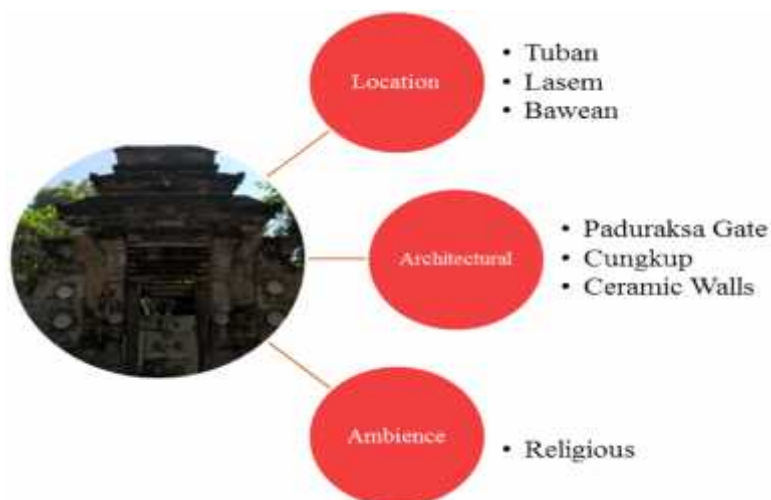 Location
• Tuban
• Lasem
• Bawean
Architectural
• Paduraksa Gate
• Cungkup
• Ceramic Walls
Ambience
• Religious